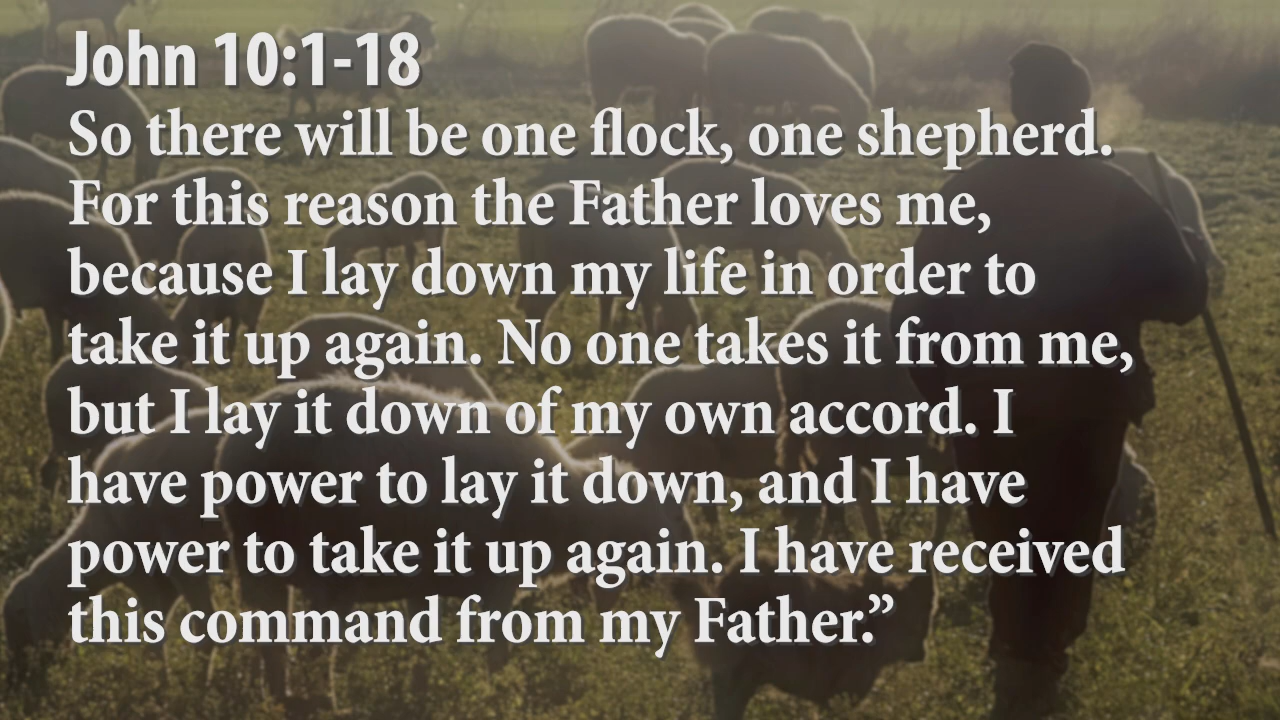 John 10:1-18
So there will be one flock, one shepherd.
For this reason the Father loves me,
because I lay down my life in order to
take it up again. No one takes it from me,
but I lay it down of my own accord. I
have power to lay it down, and I have
power to take it up again. I have received
this command from my Father.”